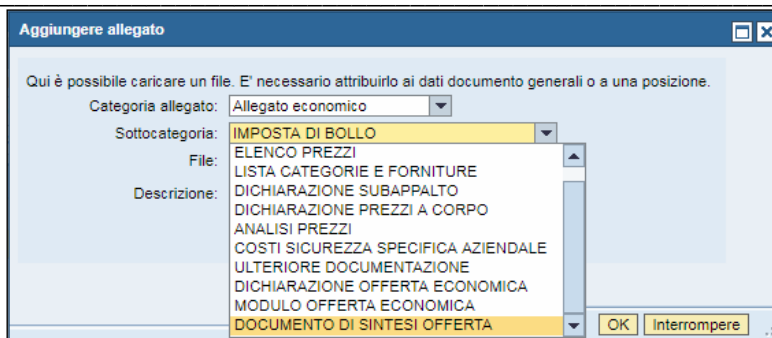 Aggiungere allegato
Qui è possibile caricare un file. E' necessario attribuirlo ai dati documento generali o a una posizione.
Categoria allegato: Allegato economico
Sottocategoria: IMPOSTA DI BOLLO
File:
Descrizione:
ELENCO PREZZI
LISTA CATEGORIE E FORNITURE
DICHIARAZIONE SUBAPPALTO
DICHIARAZIONE PREZZI A CORPO
ANALISI PREZZI
COSTI SICUREZZA SPECIFICA AZIENDALE
ULTERIORE DOCUMENTAZIONE
DICHIARAZIONE OFFERTA ECONOMICA
MODULO OFFERTA ECONOMICA
DOCUMENTO DI SINTESI OFFERTA
OK Interrompere